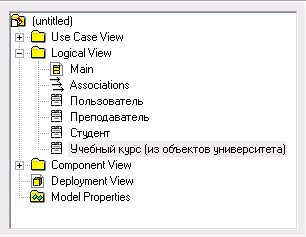 (untitled)
Use Case View
Logical View
Main
Associations
Пользователь
Преподаватель
Студент
Учебный курс (из объектов университета)
Component View
Deployment View
Model Properties